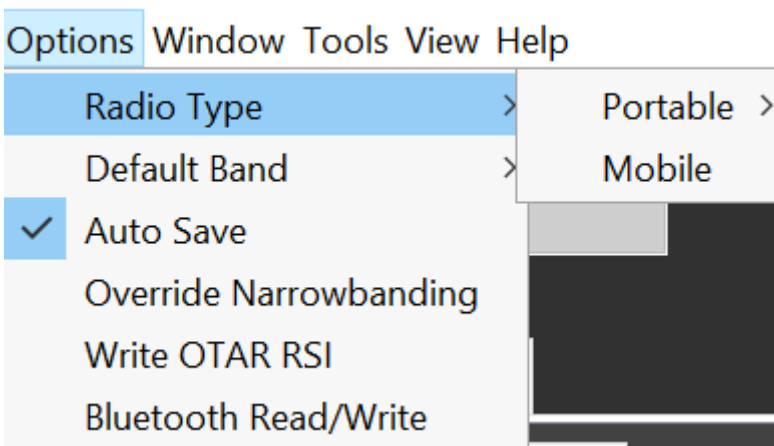 Options Window Tools View Help
Radio Type
Portable
Default Band
Mobile
Auto Save
Override Narrowbanding
Write OTAR RSI
Bluetooth Read/Write